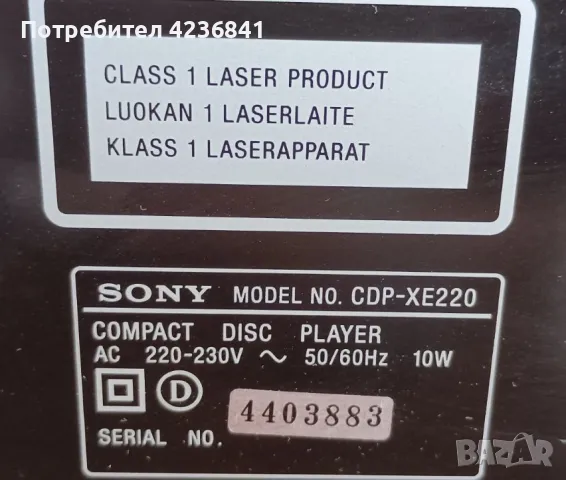 Потребител 4236841
CLASS 1 LASER PRODUCT
LUOKAN 1 LASERLAITE
KLASS 1 LASERAPPARAT
SONY MODEL NO. CDP-XE220
COMPACT DISC PLAYER
AC 220-230V ~ 50/60Hz 10W
D
4403883
SERIAL NO.
BAZAR